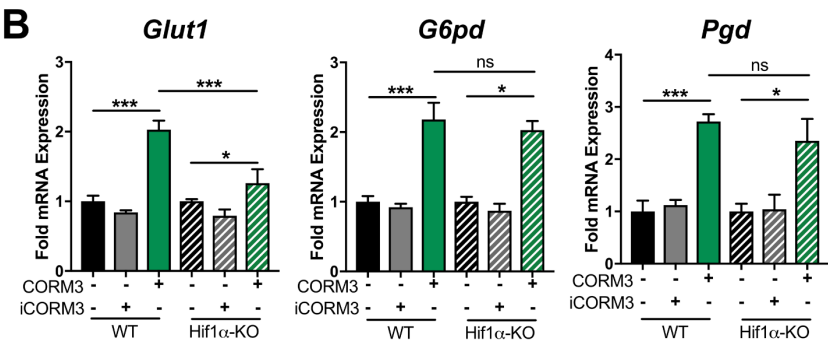 B
Glut1
G6pd
Pgd
Fold mRNA Expression
3
2
1
0
***
***
*
CORM3 - - + - - +
iCORM3 - + - - + -
WT Hif1α-KO
Fold mRNA Expression
3
2
1
0
***
ns
*
CORM3 - - + - - +
iCORM3 - + - - + -
WT Hif1α-KO
Fold mRNA Expression
4
3
2
1
0
***
ns
*
- - + - - +
- + - - + -
WT Hif1α-KO